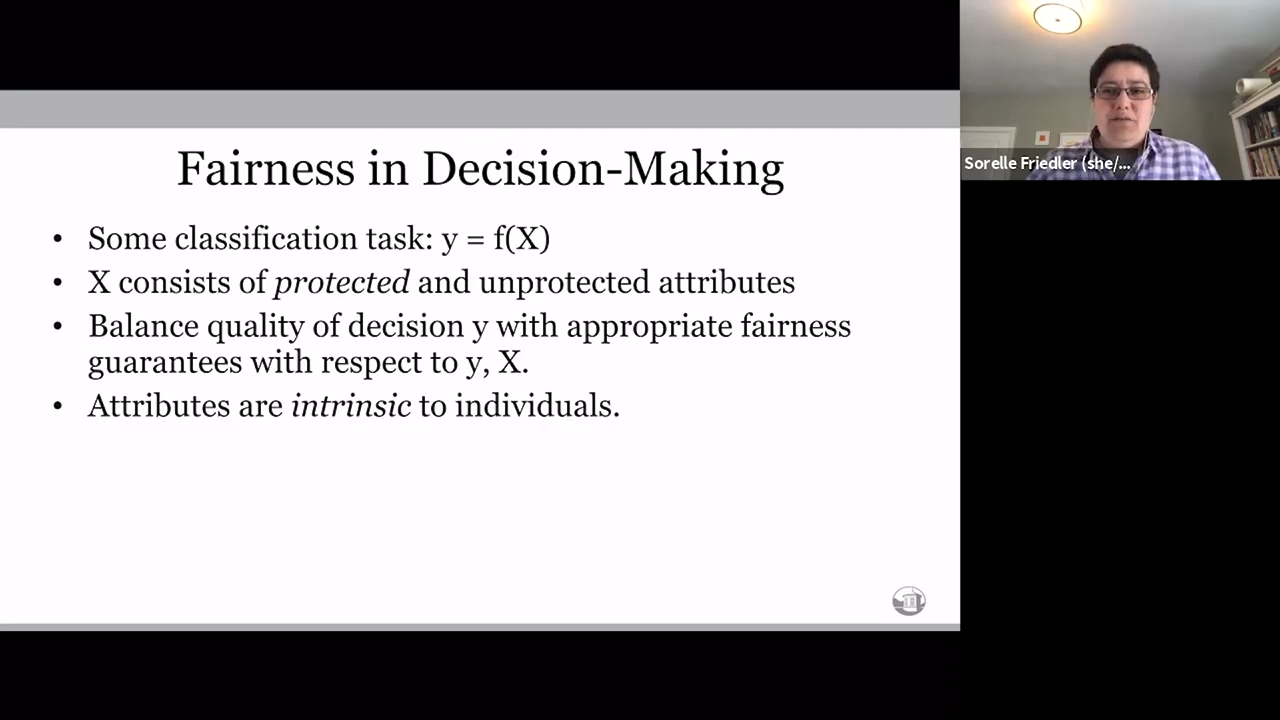 Fairness in Decision-Making
• Some classification task: y = f(X)
• X consists of protected and unprotected attributes
• Balance quality of decision y with appropriate fairness
guarantees with respect to y, X.
• Attributes are intrinsic to individuals.
Sorelle Friedler (she/...